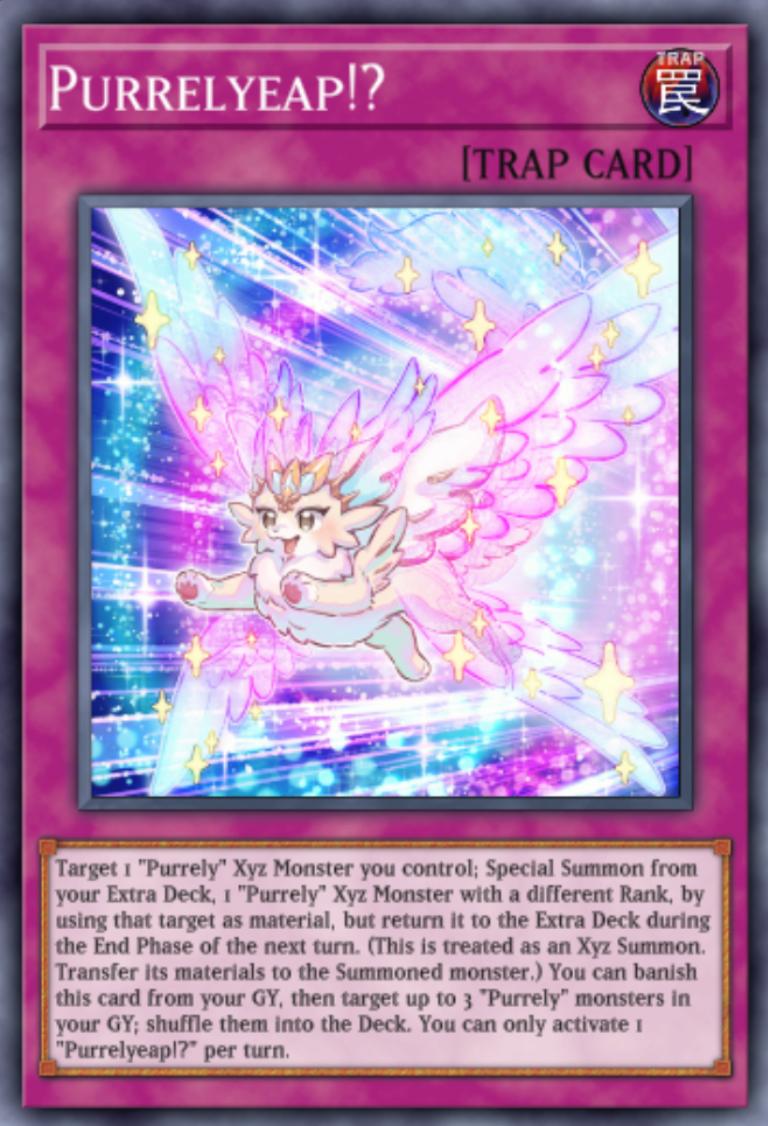 PURRELYEAP!?
TRAP
罠
[TRAP CARD]
Target 1 "Purrely" Xyz Monster you control; Special Summon from
your Extra Deck, 1 "Purrely" Xyz Monster with a different Rank, by
using that target as material, but return it to the Extra Deck during
the End Phase of the next turn. (This is treated as an Xyz Summon.
Transfer its materials to the Summoned monster.) You can banish
this card from your GY, then target up to 3 "Purrely" monsters in
your GY; shuffle them into the Deck. You can only activate 1
"Purrelyeap!?" per turn.